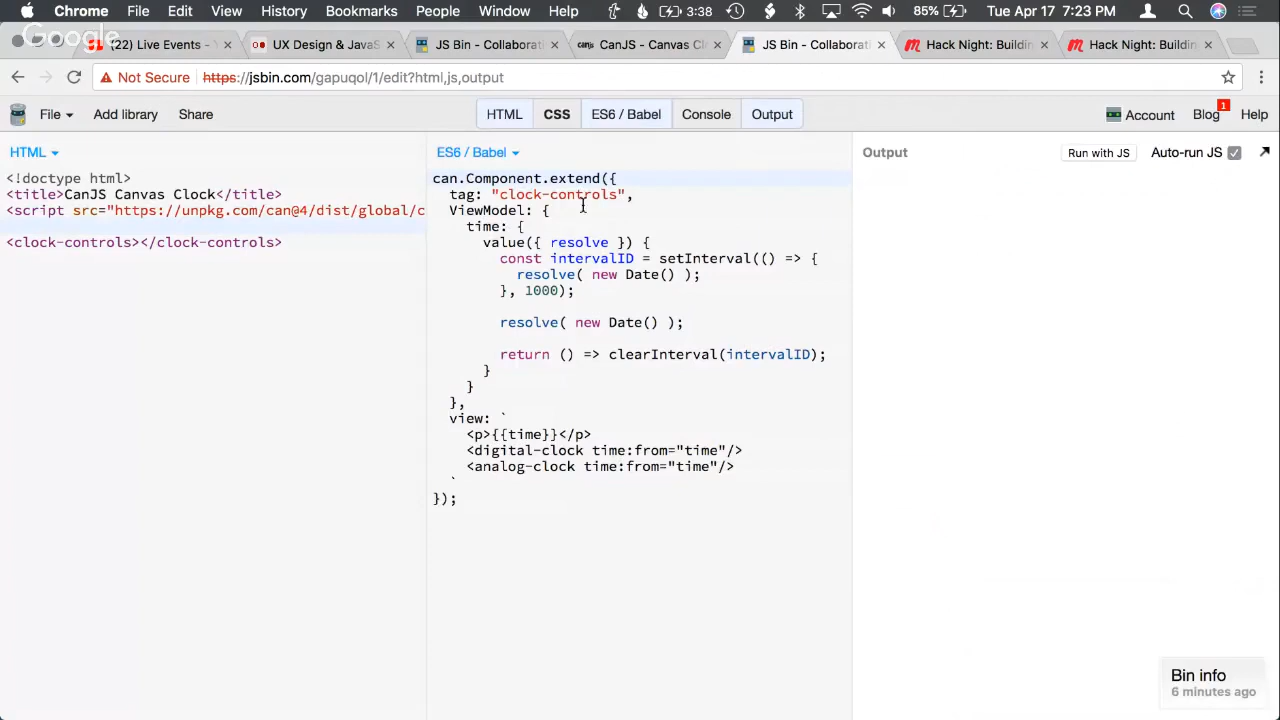 Chrome File Edit View History Bookmarks People Window Help 3:38 85% Tue Apr 17 7:23 PM
Google
(22) Live Events - Y UX Design & JavaS JS Bin - Collaborat CanJS - Canvas Cl JS Bin - Collaborati Hack Night: Buildin Hack Night: Buildin
Not Secure https://jsbin.com/gapuqol/1/edit?html,js,output
File Add library Share HTML CSS ES6 / Babel Console Output Account Blog 1 Help
HTML
<!doctype html>
<title>CanJS Canvas Clock</title>
<script src="https://unpkg.com/can@4/dist/global/c
<clock-controls></clock-controls>
ES6 / Babel
can.Component.extend({
tag: "clock-controls",
ViewModel: {
time: {
value({ resolve }) {
const intervalID = setInterval(() => {
resolve( new Date() );
}, 1000);
resolve( new Date() );
return () => clearInterval(intervalID);
}
}
},
view: `
<p>{{time}}</p>
<digital-clock time:from="time"/>
<analog-clock time:from="time"/>
`
});
Output Run with JS Auto-run JS
Bin info
6 minutes ago